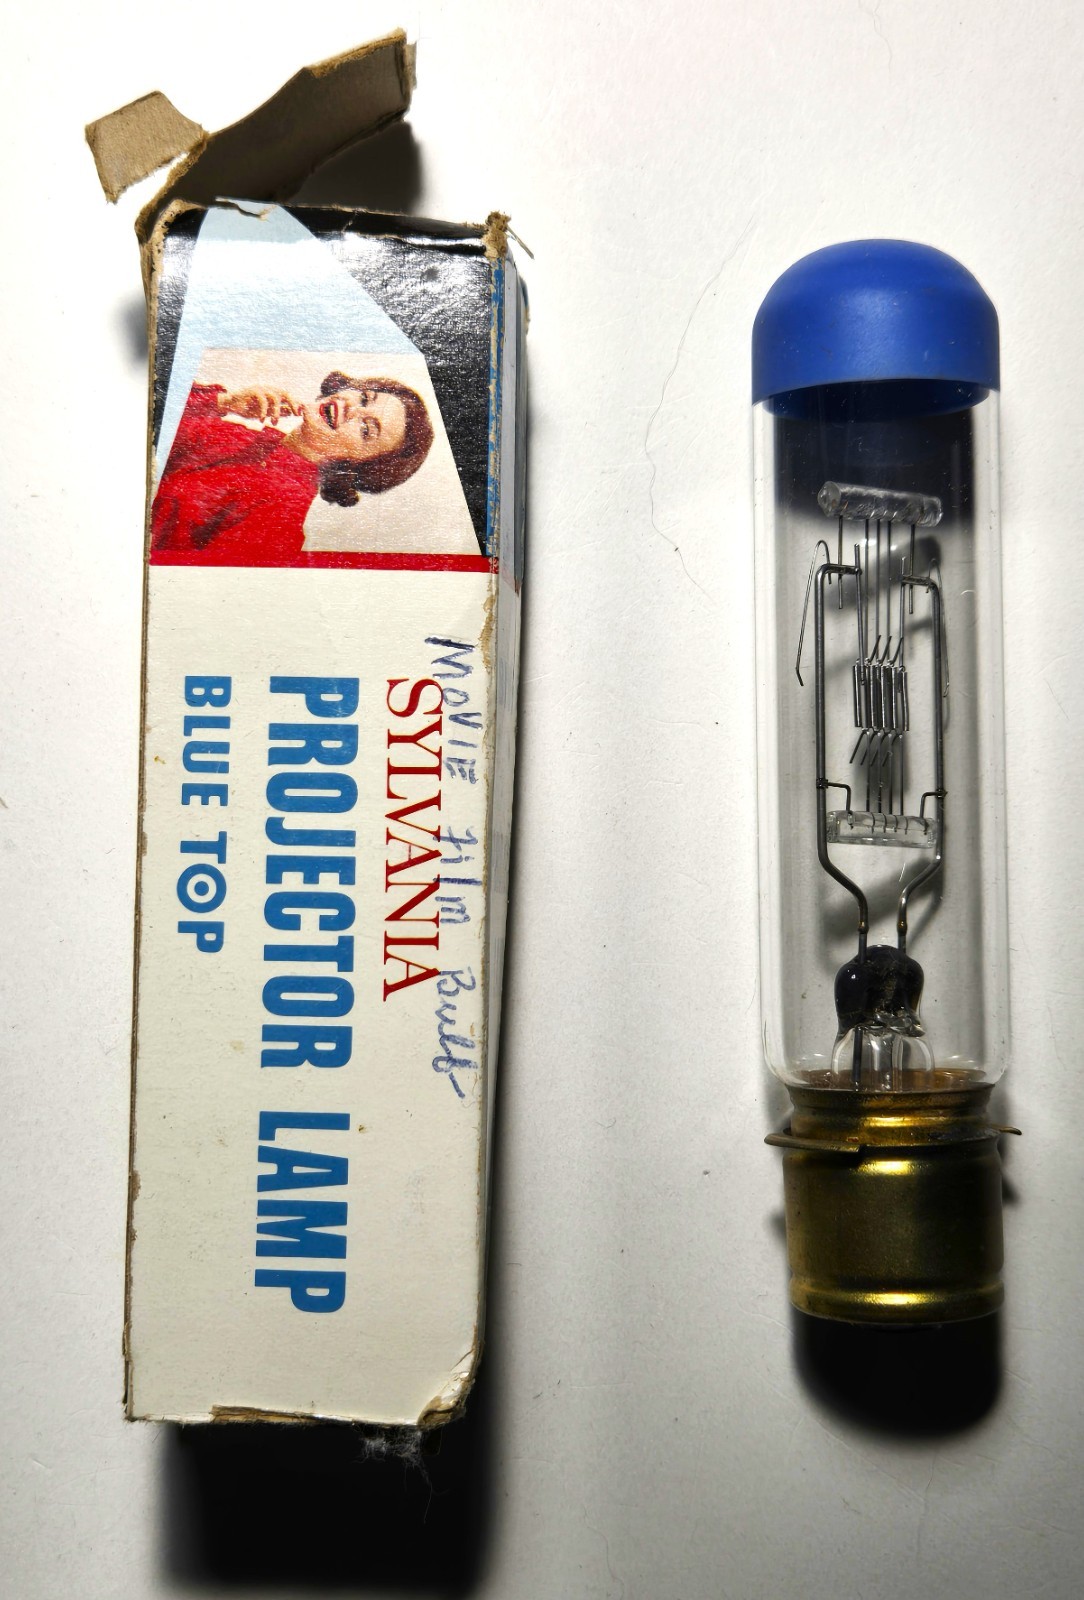 Movie Film Bulb
SYLVANIA
PROJECTOR LAMP
BLUE TOP